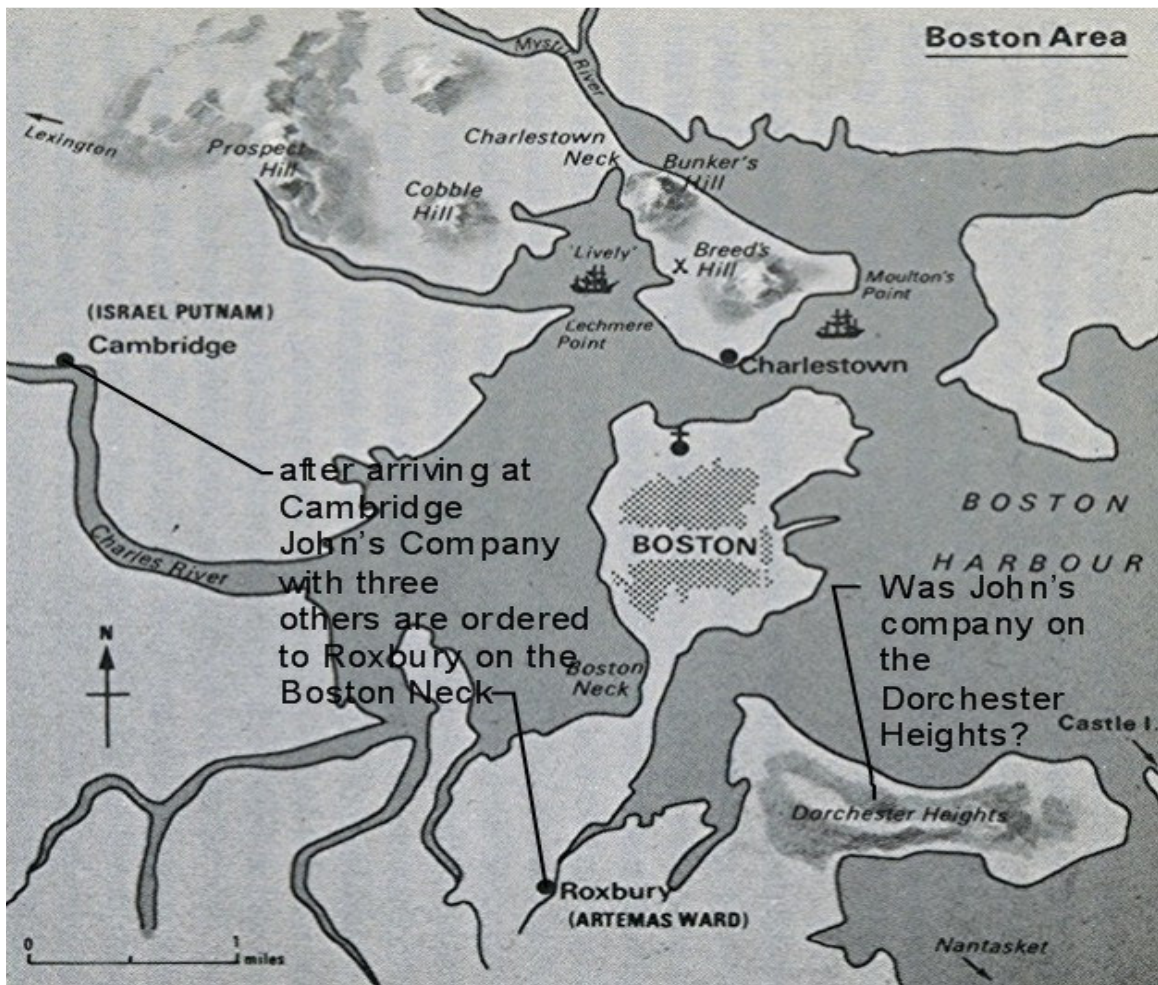 Boston Area
Mystic River
Lexington
Charlestown
Neck
Prospect
Hill
Bunker's
Hill
Cobble
Hill
'Lively'
X
Breed's
Hill
Moulton's
Point
(ISRAEL PUTNAM)
Cambridge
Lechmere
Point
Charlestown
after arriving at
Cambridge
John's Company
with three
others are ordered
to Roxbury on the
Boston Neck
Charles River
BOSTON
BOSTON
HARBOUR
Was John's
company on
the
Dorchester
Heights?
N
Boston
Neck
Castle I.
Dorchester Heights
Roxbury
(ARTEMAS WARD)
Nantasket
0 1
miles